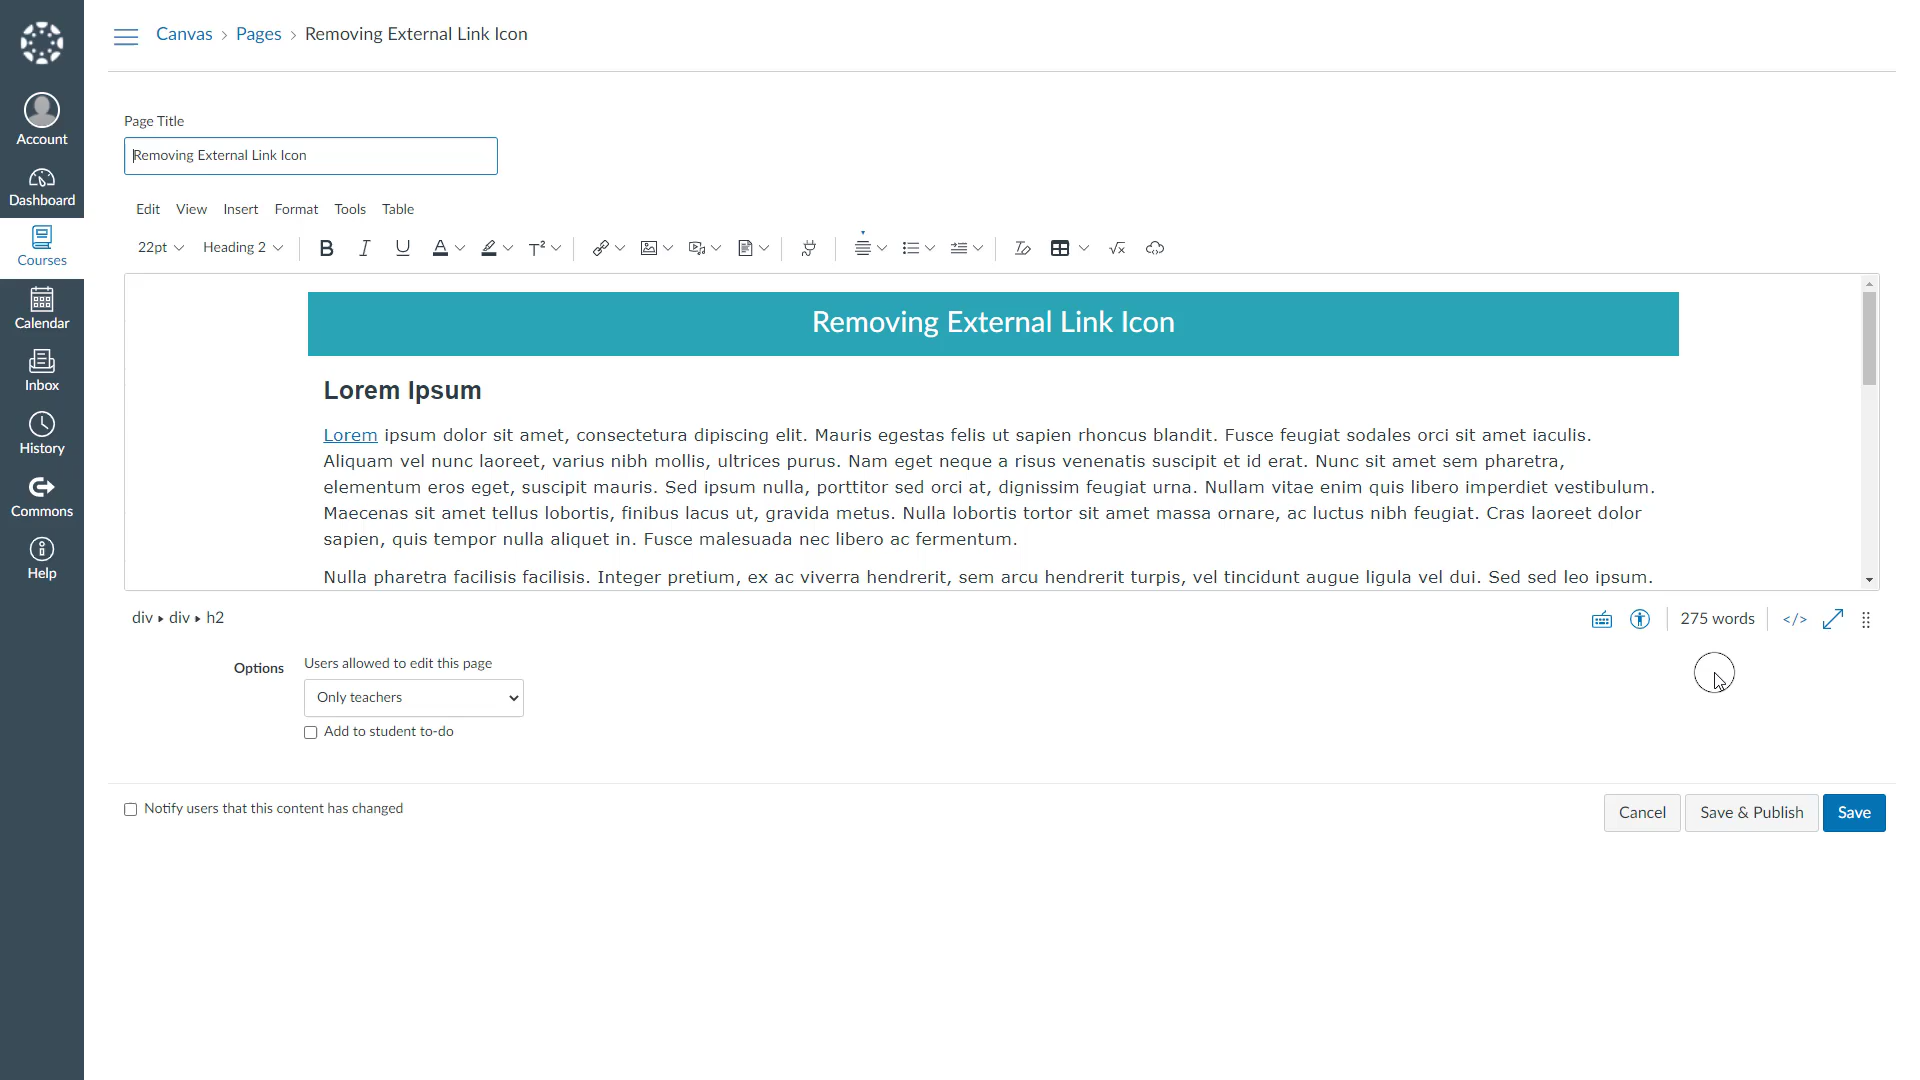 Canvas › Pages › Removing External Link Icon
Account
Dashboard
Courses
Calendar
Inbox
History
Commons
Help
Page Title
Removing External Link Icon
Edit View Insert Format Tools Table
22pt Heading 2 B I U A T²
Removing External Link Icon
Lorem Ipsum
Lorem ipsum dolor sit amet, consectetura dipiscing elit. Mauris egestas felis ut sapien rhoncus blandit. Fusce feugiat sodales orci sit amet iaculis.
Aliquam vel nunc laoreet, varius nibh mollis, ultrices purus. Nam eget neque a risus venenatis suscipit et id erat. Nunc sit amet sem pharetra,
elementum eros eget, suscipit mauris. Sed ipsum nulla, porttitor sed orci at, dignissim feugiat urna. Nullam vitae enim quis libero imperdiet vestibulum.
Maecenas sit amet tellus lobortis, finibus lacus ut, gravida metus. Nulla lobortis tortor sit amet massa ornare, ac luctus nibh feugiat. Cras laoreet dolor
sapien, quis tempor nulla aliquet in. Fusce malesuada nec libero ac fermentum.
Nulla pharetra facilisis facilisis. Integer pretium, ex ac viverra hendrerit, sem arcu hendrerit turpis, vel tincidunt augue ligula vel dui. Sed sed leo ipsum.
div ▸ div ▸ h2
275 words </>
Options
Users allowed to edit this page
Only teachers
Add to student to-do
Notify users that this content has changed
Cancel Save & Publish Save